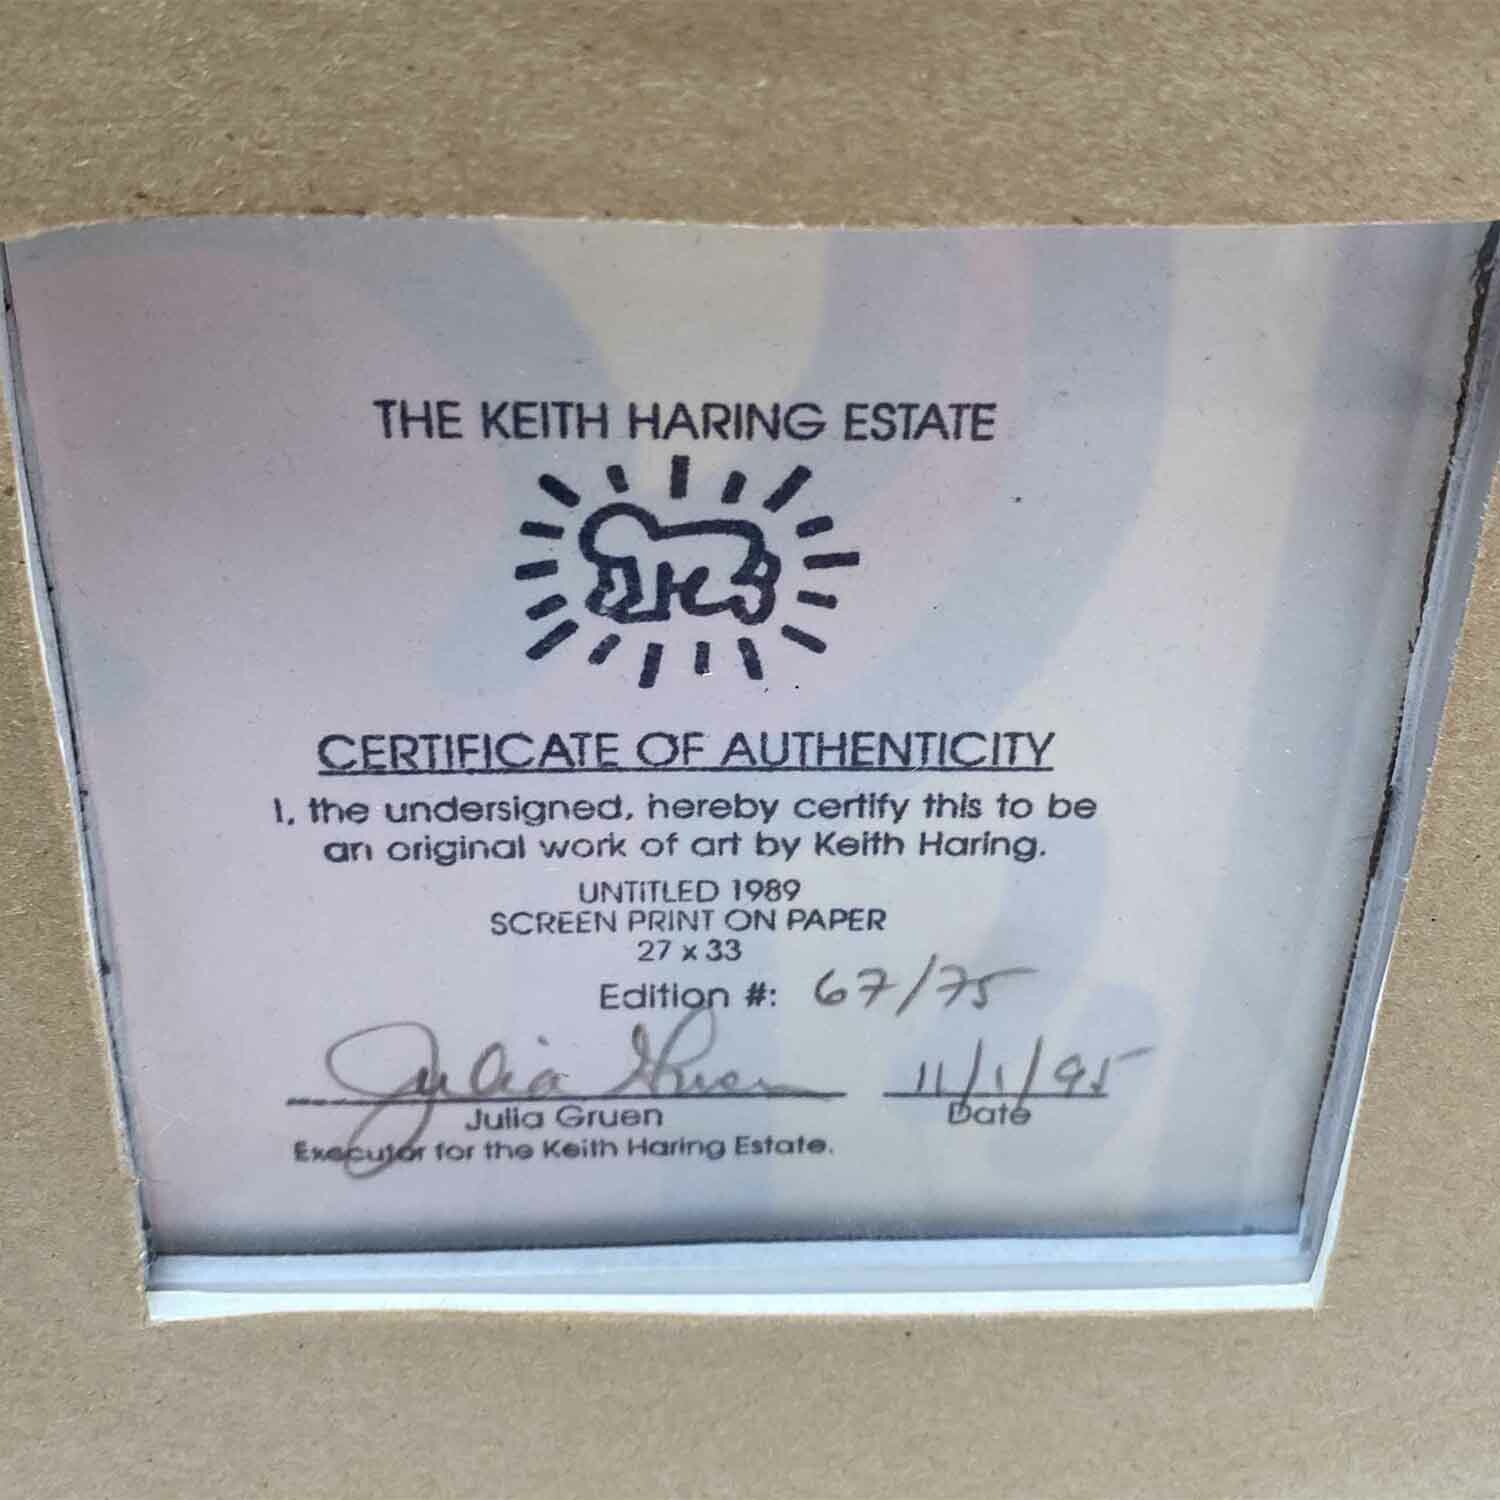 THE KEITH HARING ESTATE
CERTIFICATE OF AUTHENTICITY
I, the undersigned, hereby certify this to be
an original work of art by Keith Haring.
UNTITLED 1989
SCREEN PRINT ON PAPER
27 x 33
Edition #: 67/75
Julia Gruen 11/1/95
Julia Gruen Date
Executor for the Keith Haring Estate.